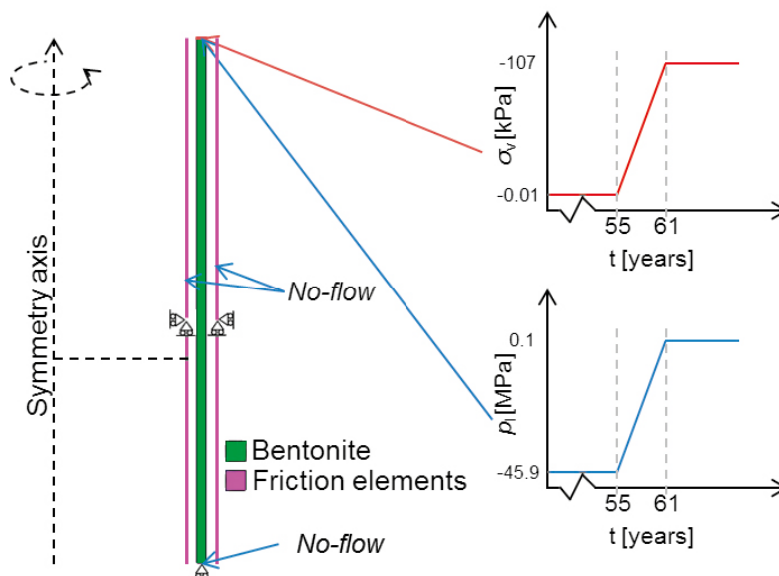 Symmetry axis
No-flow
Bentonite
Friction elements
No-flow
σv [kPa]
-107
-0.01
55 61
t [years]
pl [MPa]
0.1
-45.9
55 61
t [years]